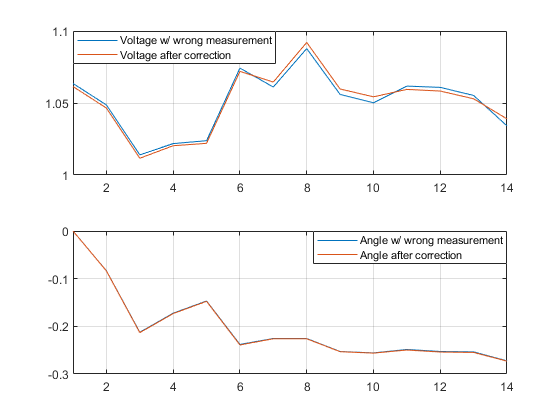 1.1
Voltage w/ wrong measurement
Voltage after correction
1.05
1
2 4 6 8 10 12 14
0
Angle w/ wrong measurement
Angle after correction
-0.1
-0.2
-0.3
2 4 6 8 10 12 14